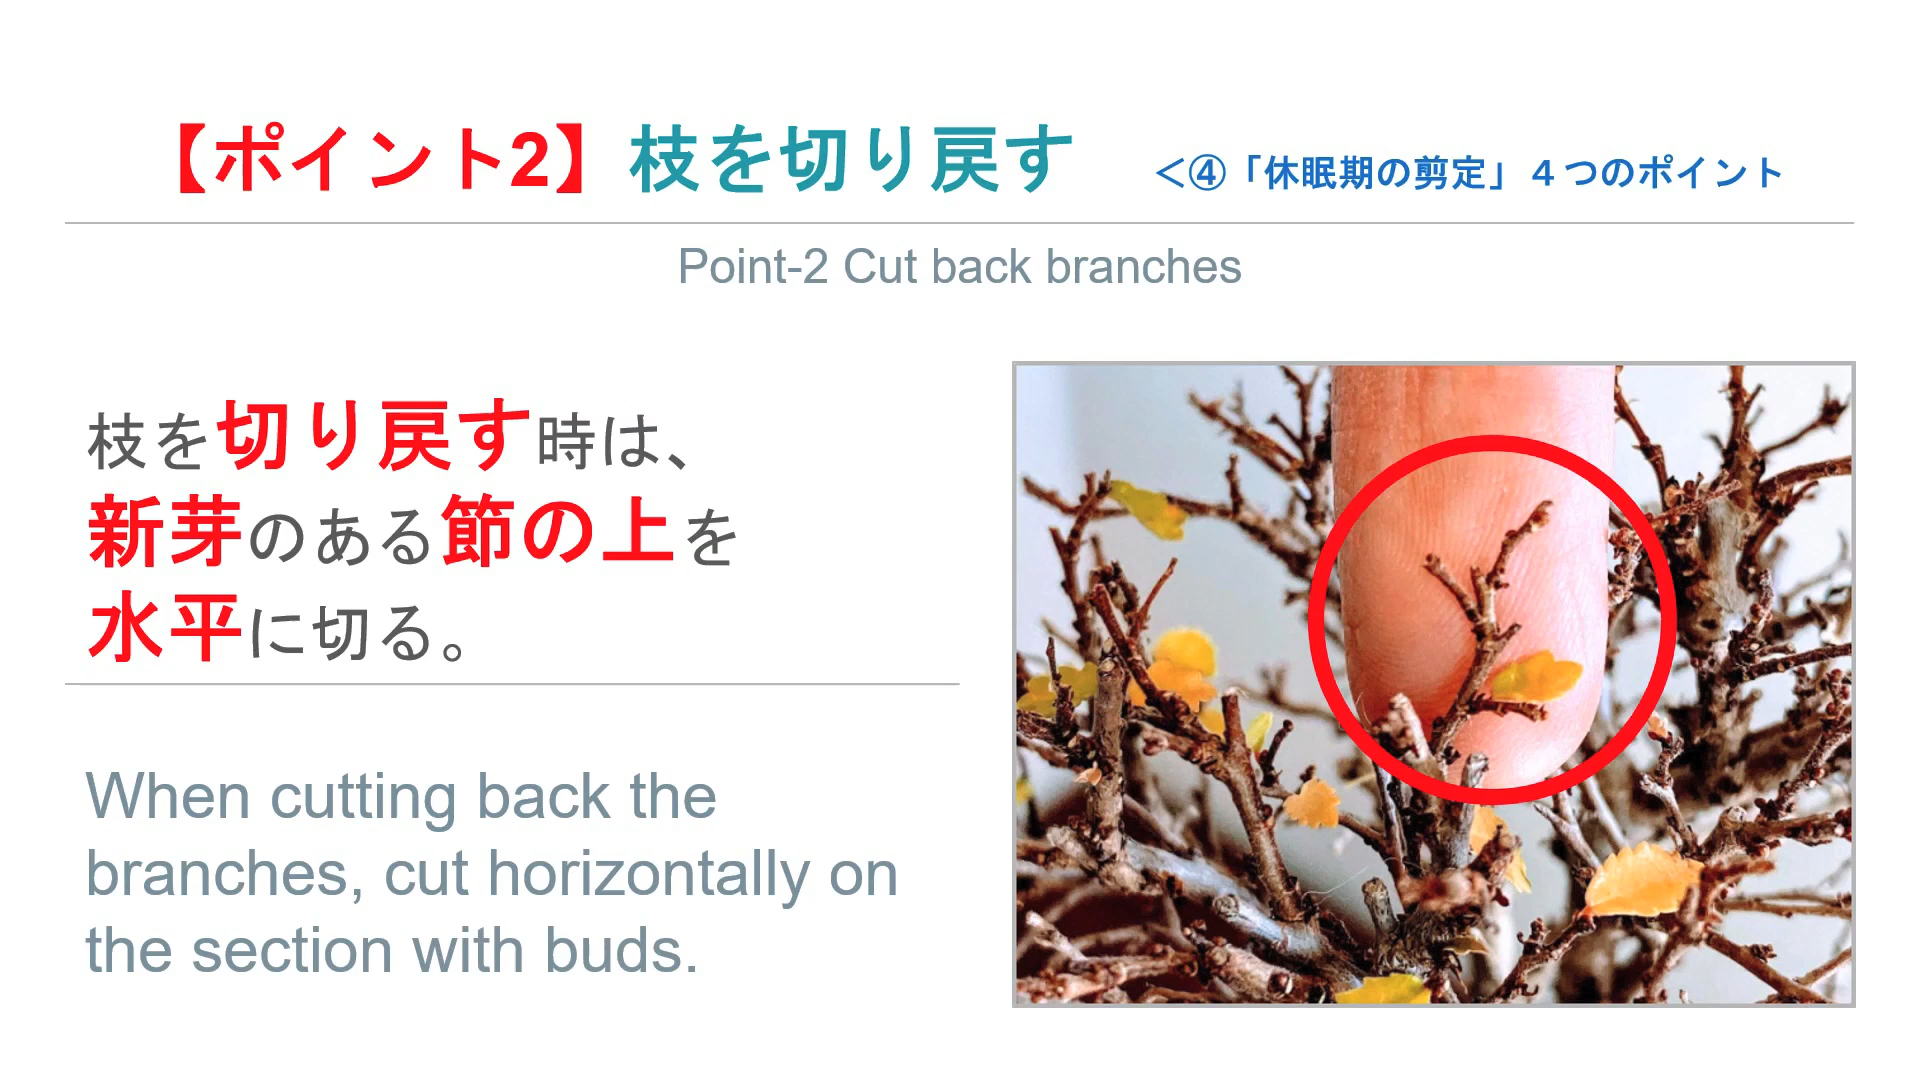 【ポイント2】枝を切り戻す ＜④「休眠期の剪定」４つのポイント
Point-2 Cut back branches
枝を切り戻す時は、
新芽のある節の上を
水平に切る。
When cutting back the
branches, cut horizontally on
the section with buds.